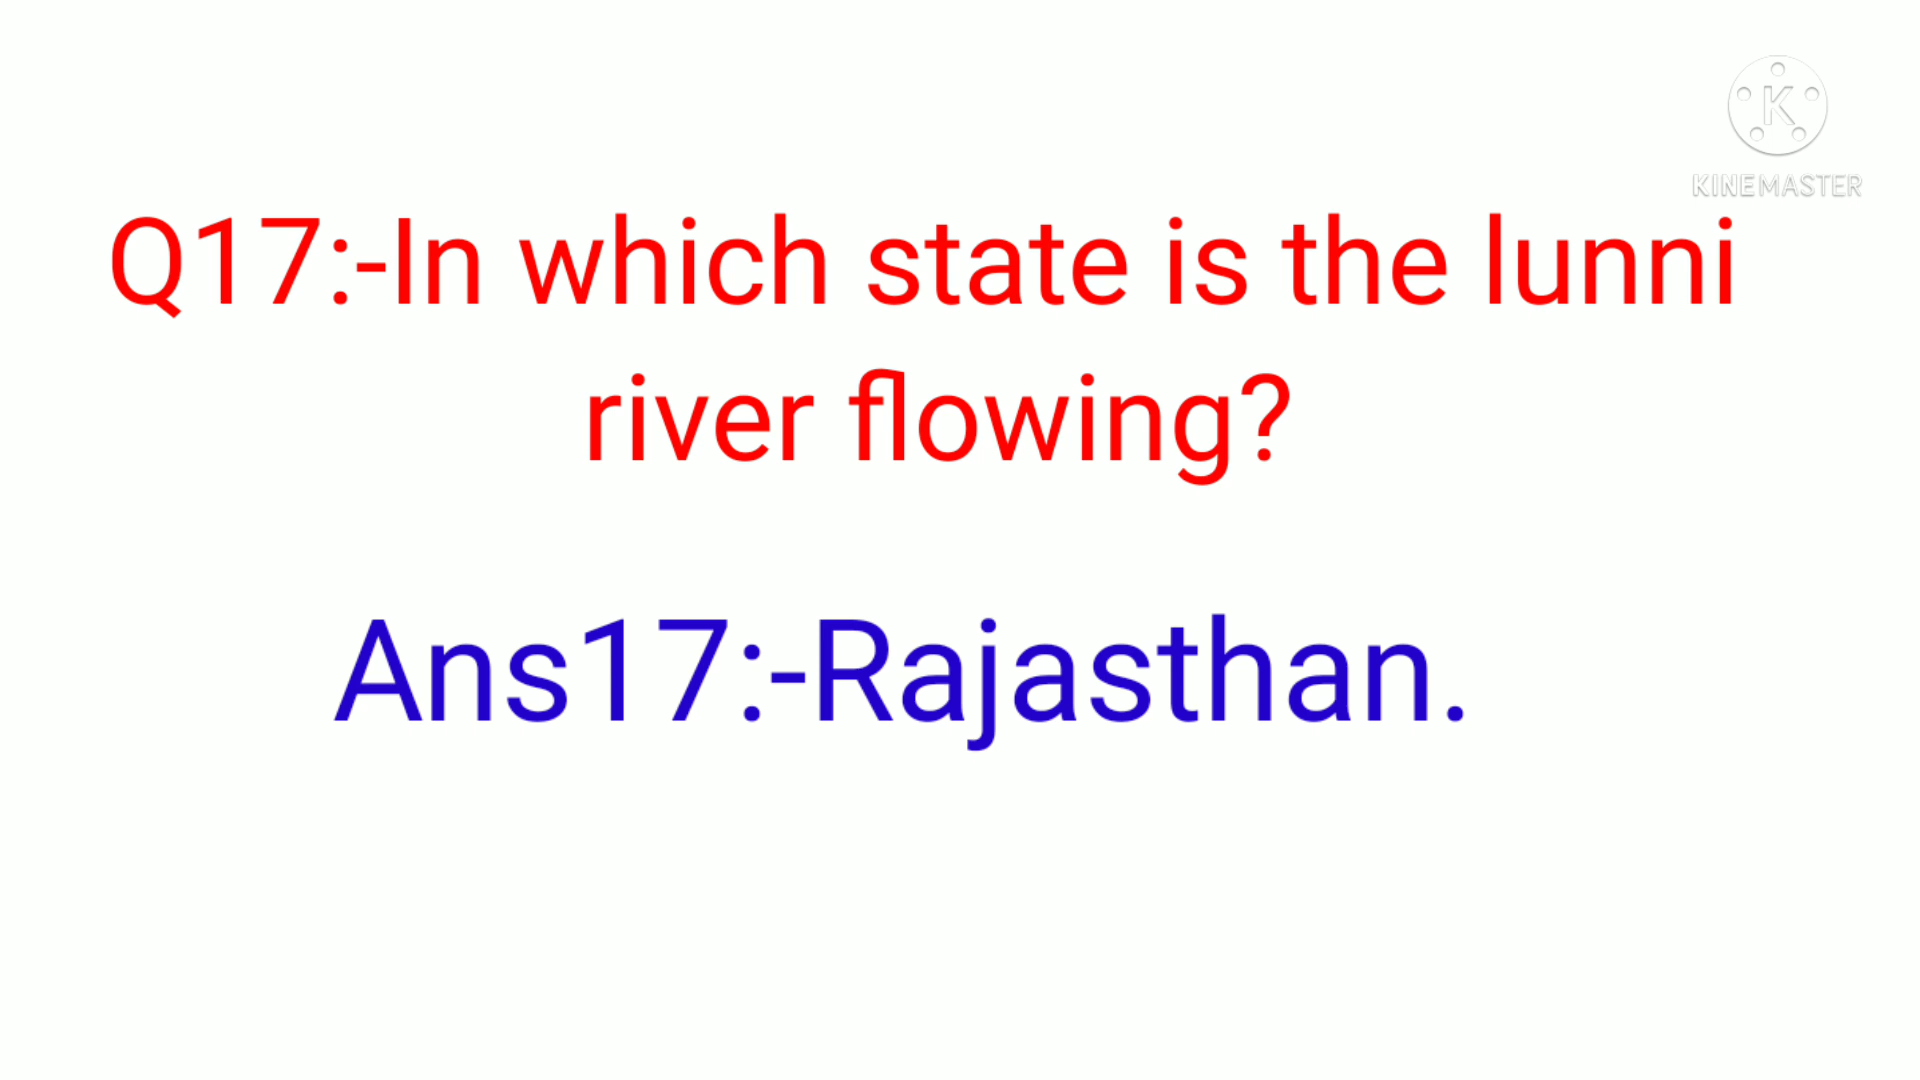 K
KINEMASTER
Q17:-In which state is the lunni
river flowing?
Ans17:-Rajasthan.